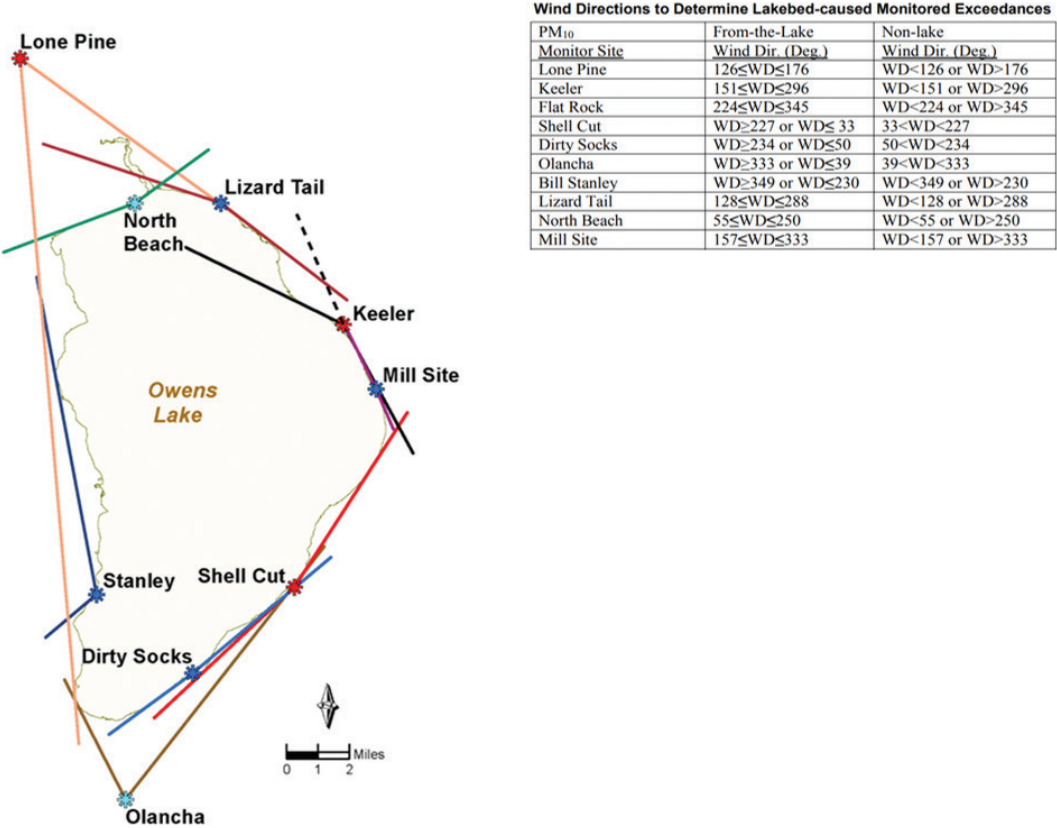 Wind Directions to Determine Lakebed-caused Monitored Exceedances
PM10 From-the-Lake Non-lake
Monitor Site Wind Dir. (Deg.) Wind Dir. (Deg.)
Lone Pine 126≤WD≤176 WD<126 or WD>176
Keeler 151≤WD≤296 WD<151 or WD>296
Flat Rock 224≤WD≤345 WD<224 or WD>345
Shell Cut WD≥227 or WD≤ 33 33<WD<227
Dirty Socks WD≥234 or WD≤50 50<WD<234
Olancha WD≥333 or WD≤39 39<WD<333
Bill Stanley WD≥349 or WD≤230 WD<349 or WD>230
Lizard Tail 128≤WD≤288 WD<128 or WD>288
North Beach 55≤WD≤250 WD<55 or WD>250
Mill Site 157≤WD≤333 WD<157 or WD>333
Lone Pine
Lizard Tail
North
Beach
Keeler
Mill Site
Owens
Lake
Stanley
Shell Cut
Dirty Socks
Miles
0 1 2
Olancha